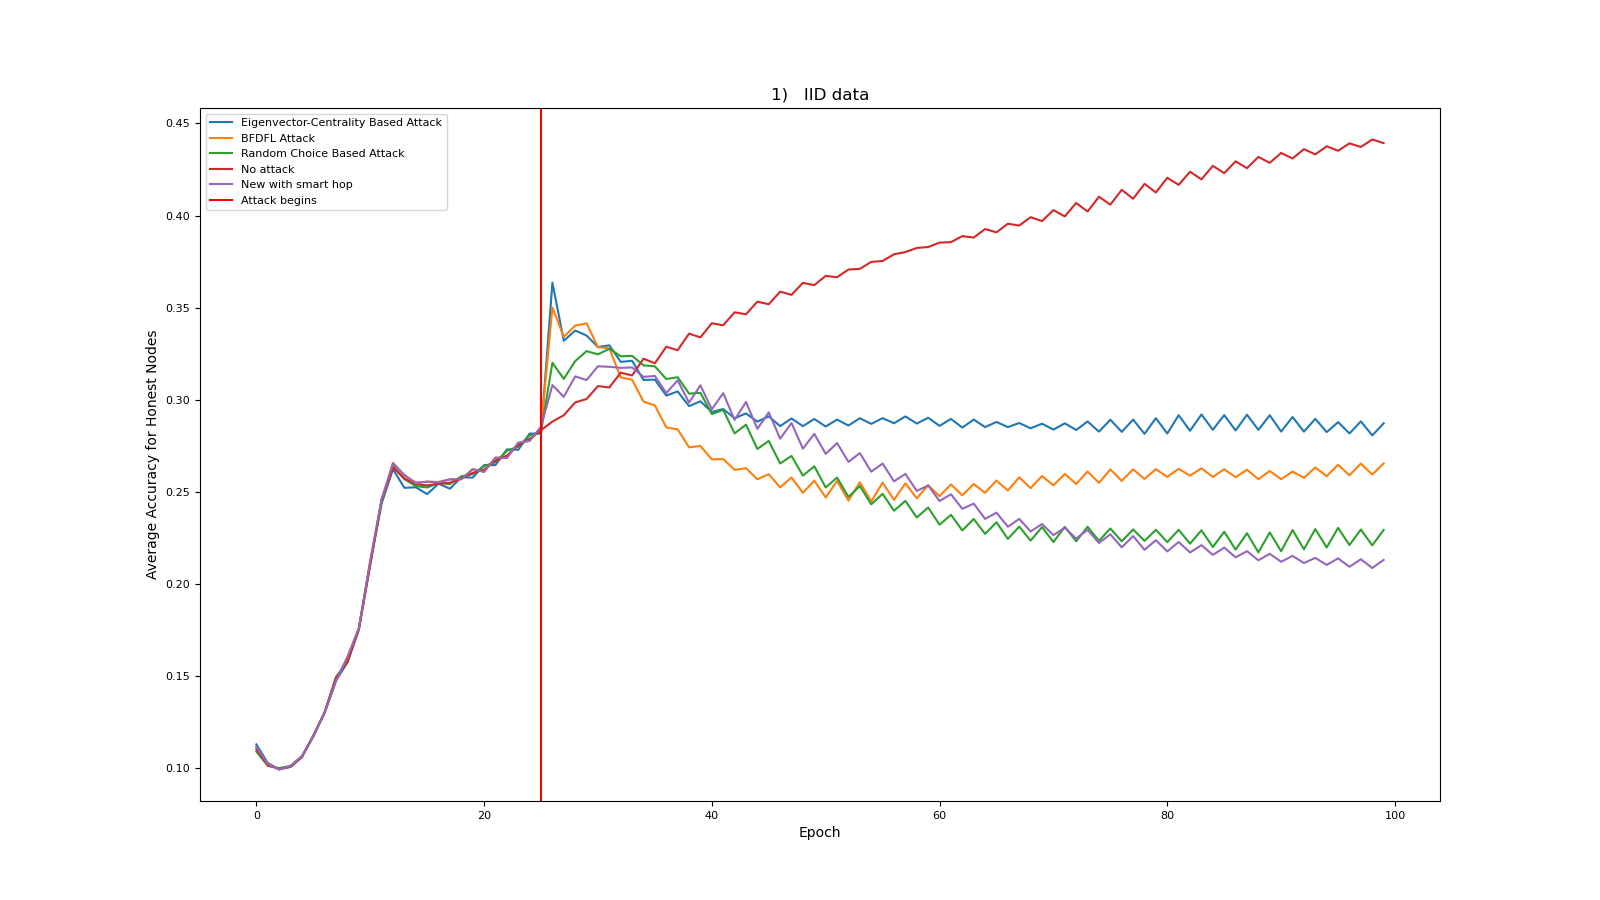 1)   IID data
Eigenvector-Centrality Based Attack
BFDFL Attack
Random Choice Based Attack
No attack
New with smart hop
Attack begins
0.45
0.40
0.35
0.30
0.25
0.20
0.15
0.10
Average Accuracy for Honest Nodes
0 20 40 60 80 100
Epoch